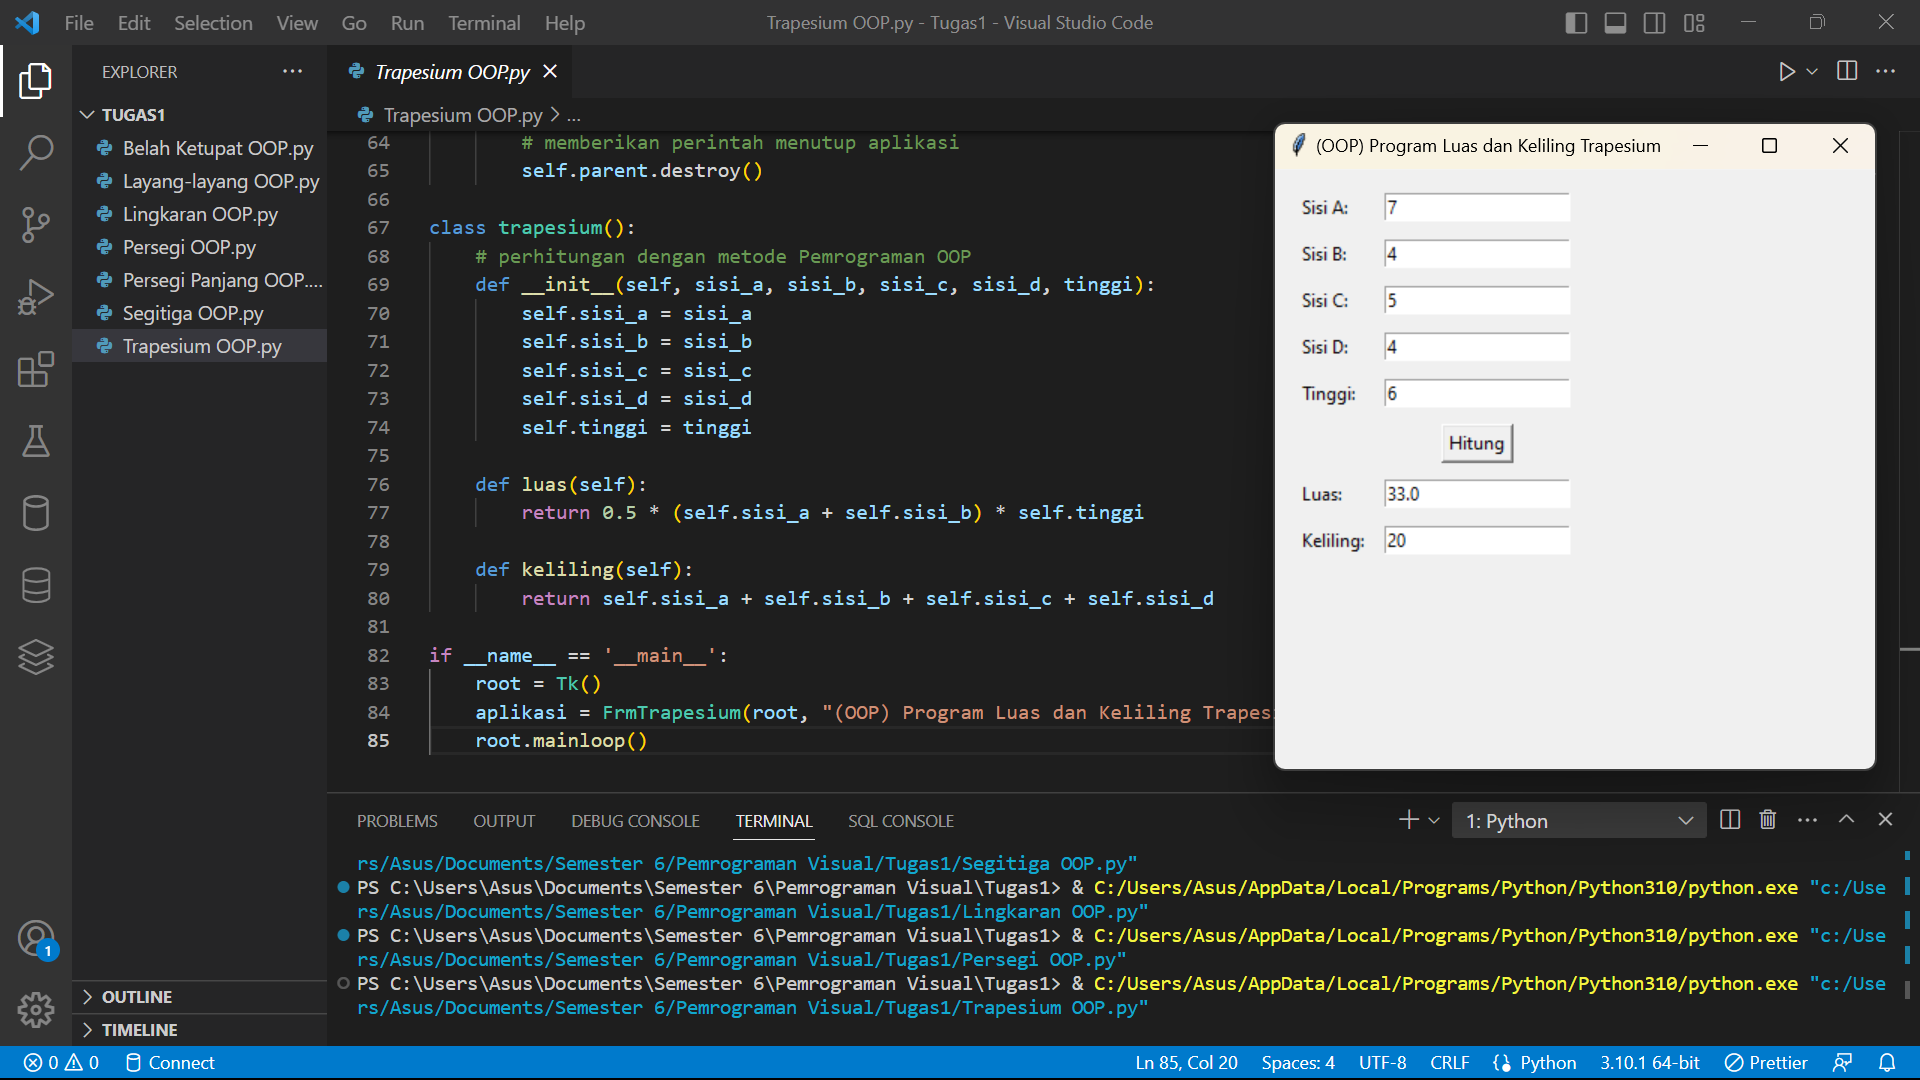 File Edit Selection View Go Run Terminal Help
Trapesium OOP.py - Tugas1 - Visual Studio Code
EXPLORER
TUGAS1
Belah Ketupat OOP.py
Layang-layang OOP.py
Lingkaran OOP.py
Persegi OOP.py
Persegi Panjang OOP....
Segitiga OOP.py
Trapesium OOP.py
OUTLINE
TIMELINE
1
Trapesium OOP.py
Trapesium OOP.py > ...
64 # memberikan perintah menutup aplikasi
65 self.parent.destroy()
66
67 class trapesium():
68 # perhitungan dengan metode Pemrograman OOP
69 def __init__(self, sisi_a, sisi_b, sisi_c, sisi_d, tinggi):
70 self.sisi_a = sisi_a
71 self.sisi_b = sisi_b
72 self.sisi_c = sisi_c
73 self.sisi_d = sisi_d
74 self.tinggi = tinggi
75
76 def luas(self):
77 return 0.5 * (self.sisi_a + self.sisi_b) * self.tinggi
78
79 def keliling(self):
80 return self.sisi_a + self.sisi_b + self.sisi_c + self.sisi_d
81
82 if __name__ == '__main__':
83 root = Tk()
84 aplikasi = FrmTrapesium(root, "(OOP) Program Luas dan Keliling Trapes
85 root.mainloop()
(OOP) Program Luas dan Keliling Trapesium
Sisi A: 7
Sisi B: 4
Sisi C: 5
Sisi D: 4
Tinggi: 6
Hitung
Luas: 33.0
Keliling: 20
PROBLEMS OUTPUT DEBUG CONSOLE TERMINAL SQL CONSOLE
1: Python
rs/Asus/Documents/Semester 6/Pemrograman Visual/Tugas1/Segitiga OOP.py"
PS C:\Users\Asus\Documents\Semester 6\Pemrograman Visual\Tugas1> & C:/Users/Asus/AppData/Local/Programs/Python/Python310/python.exe "c:/Use
rs/Asus/Documents/Semester 6/Pemrograman Visual/Tugas1/Lingkaran OOP.py"
PS C:\Users\Asus\Documents\Semester 6\Pemrograman Visual\Tugas1> & C:/Users/Asus/AppData/Local/Programs/Python/Python310/python.exe "c:/Use
rs/Asus/Documents/Semester 6/Pemrograman Visual/Tugas1/Persegi OOP.py"
PS C:\Users\Asus\Documents\Semester 6\Pemrograman Visual\Tugas1> & C:/Users/Asus/AppData/Local/Programs/Python/Python310/python.exe "c:/Use
rs/Asus/Documents/Semester 6/Pemrograman Visual/Tugas1/Trapesium OOP.py"
0 0 Connect Ln 85, Col 20 Spaces: 4 UTF-8 CRLF Python 3.10.1 64-bit Prettier